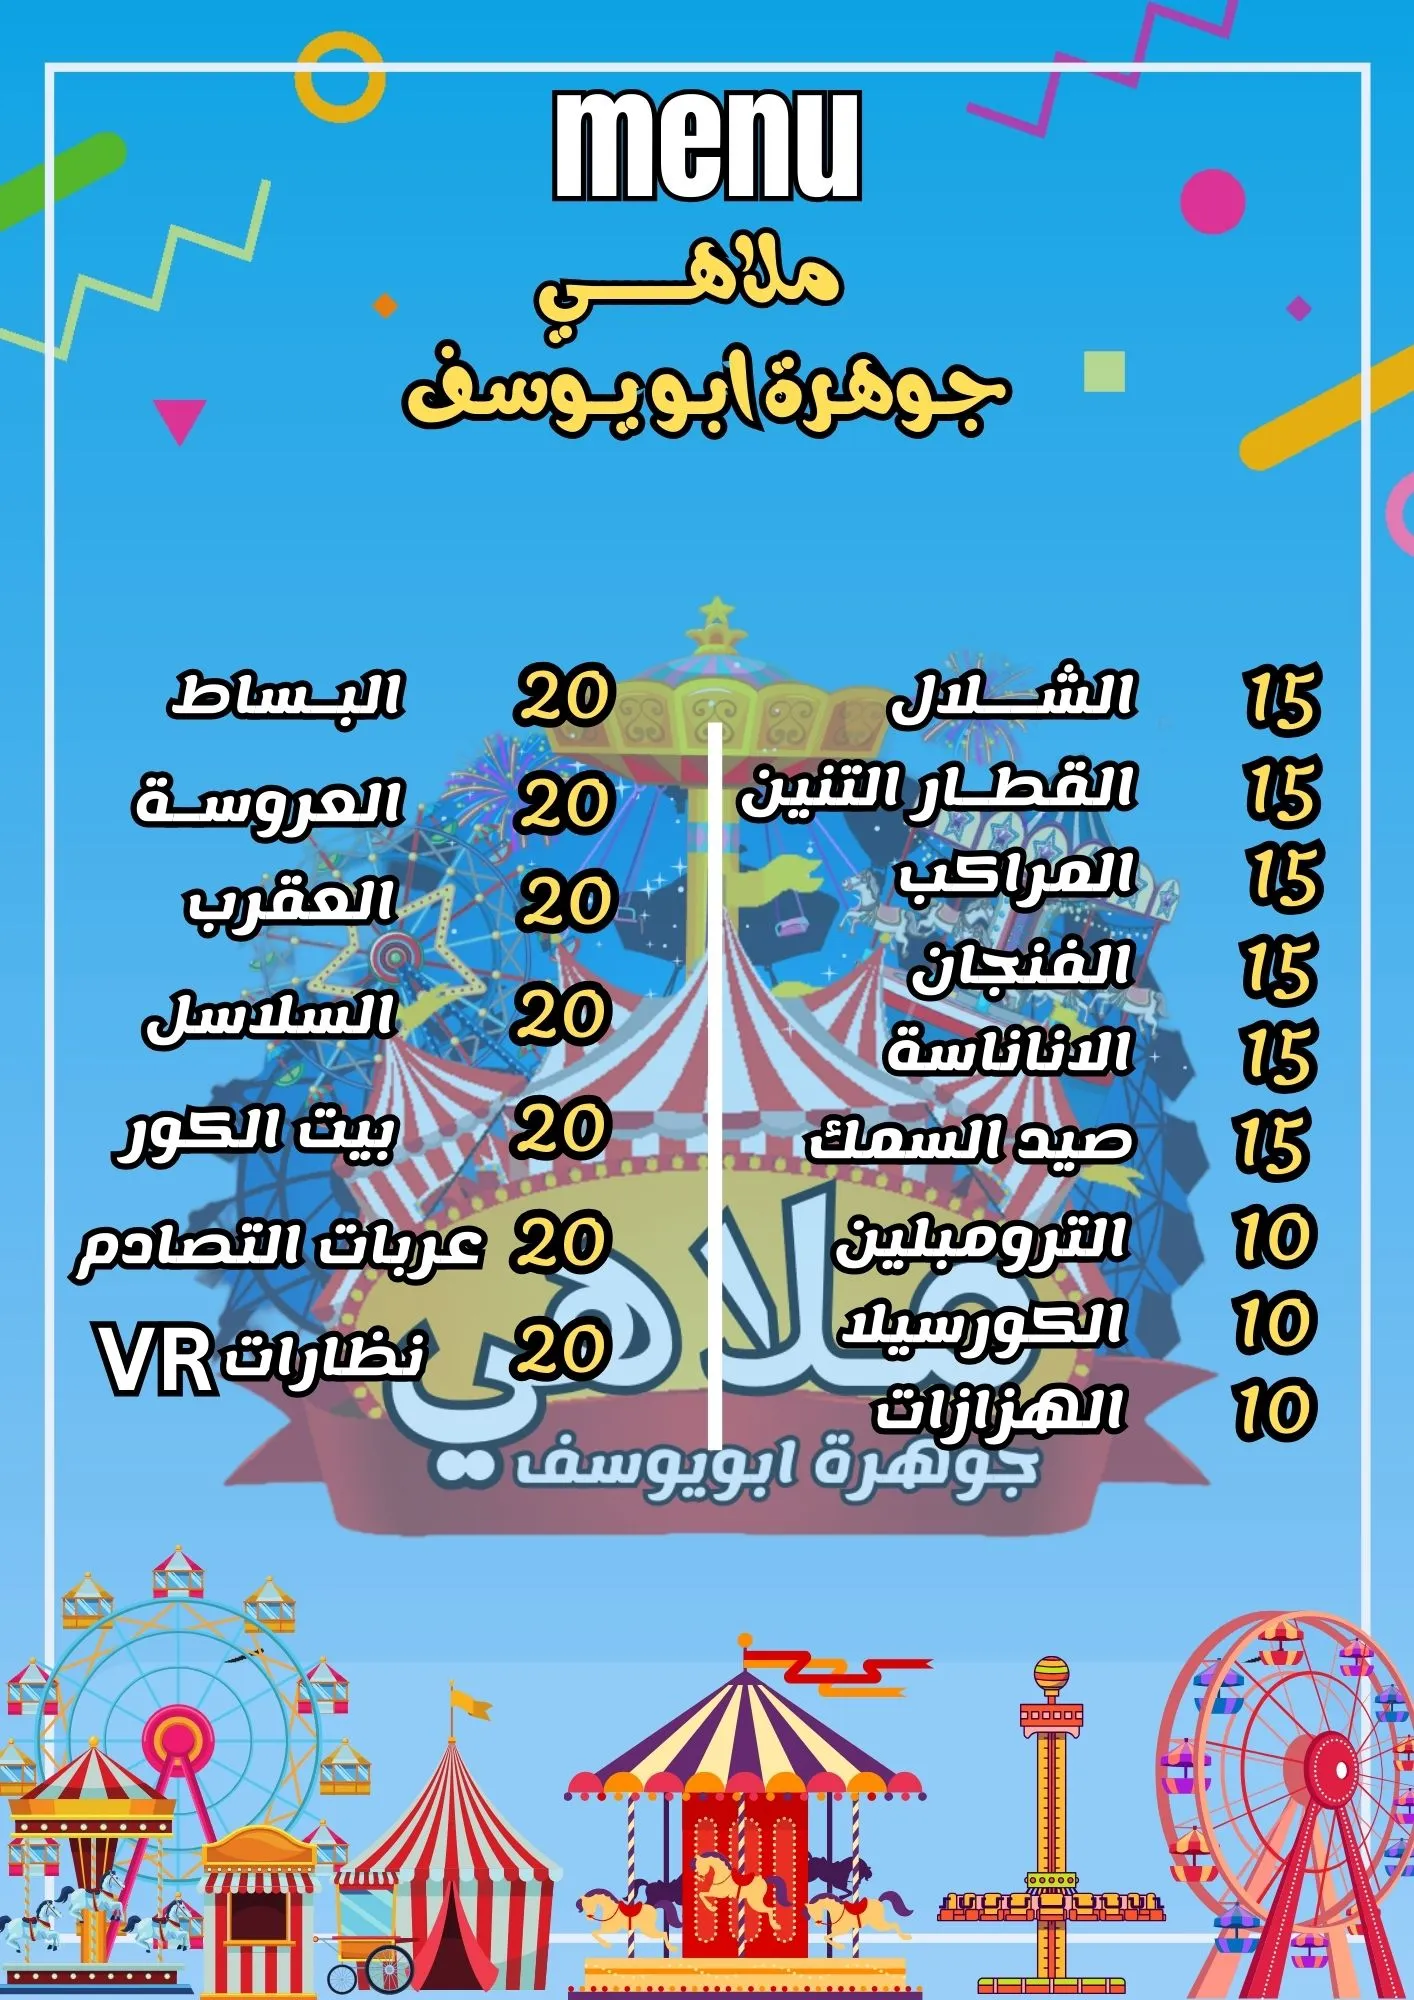 menu
ملاهي
جوهرة ابو يوسف
الشلال 15
القطار التنين 15
المراكب 15
الفنجان 15
الاناناسة 15
صيد السمك 15
الترومبلين 10
الكورسيلا 10
الهزازات 10
البساط 20
العروسة 20
العقرب 20
السلاسل 20
بيت الكور 20
عربات التصادم 20
نظارات VR 20
ملاهي
جوهرة ابويوسف